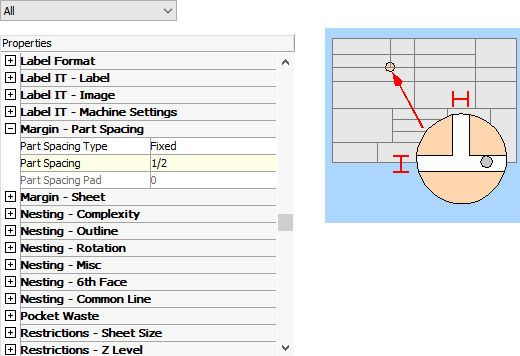 All
Properties
Label Format
Label IT - Label
Label IT - Image
Label IT - Machine Settings
Margin - Part Spacing
Part Spacing Type Fixed
Part Spacing 1/2
Part Spacing Pad 0
Margin - Sheet
Nesting - Complexity
Nesting - Outline
Nesting - Rotation
Nesting - Misc
Nesting - 6th Face
Nesting - Common Line
Pocket Waste
Restrictions - Sheet Size
Restrictions - Z Level